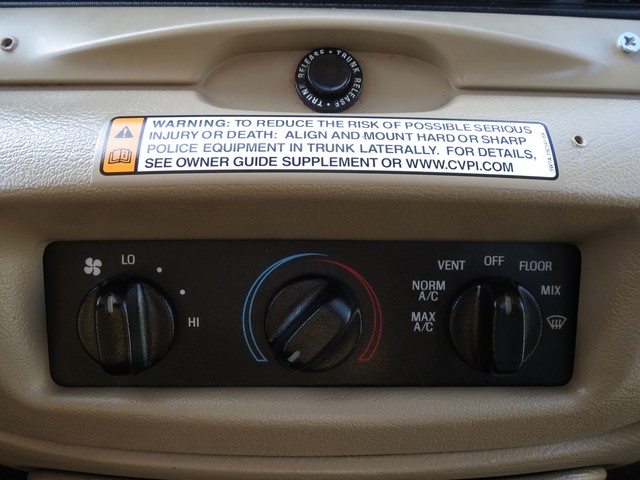 TRUNK RELEASE
TRUNK RELEASE
WARNING: TO REDUCE THE RISK OF POSSIBLE SERIOUS
INJURY OR DEATH: ALIGN AND MOUNT HARD OR SHARP
POLICE EQUIPMENT IN TRUNK LATERALLY. FOR DETAILS,
SEE OWNER GUIDE SUPPLEMENT OR WWW.CVPI.COM
LO
HI
VENT
OFF
FLOOR
NORM
A/C
MIX
MAX
A/C